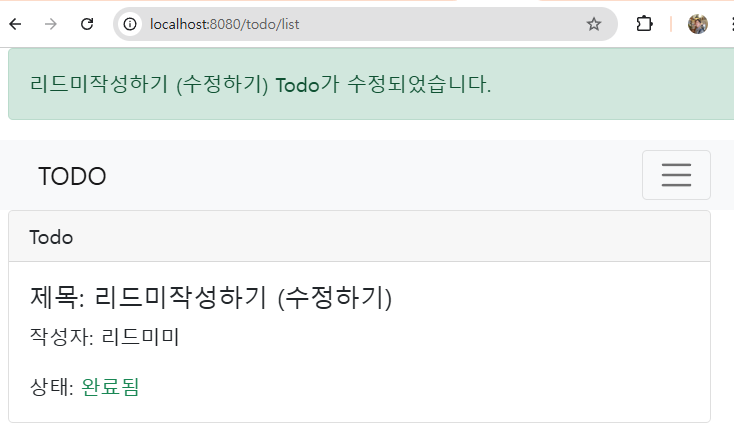 localhost:8080/todo/list
리드미작성하기 (수정하기) Todo가 수정되었습니다.
TODO
Todo
제목: 리드미작성하기 (수정하기)
작성자: 리드미미
상태: 완료됨